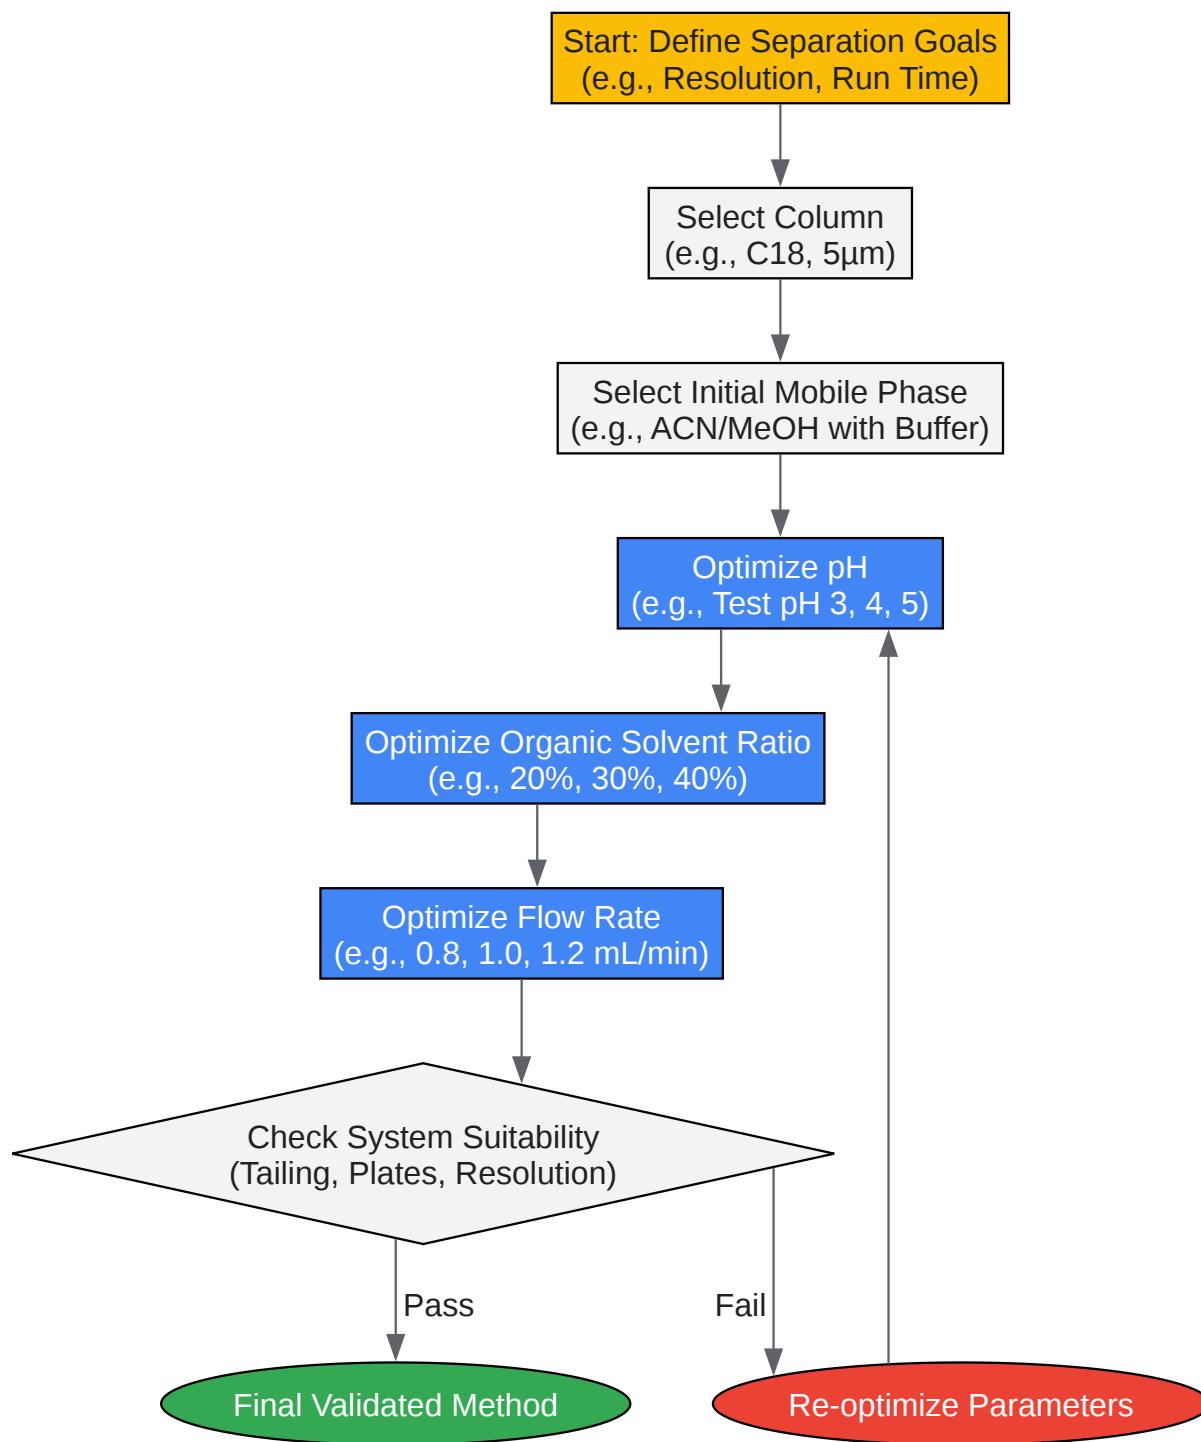 Start: Define Separation Goals
(e.g., Resolution, Run Time)
Select Column
(e.g., C18, 5µm)
Select Initial Mobile Phase
(e.g., ACN/MeOH with Buffer)
Optimize pH
(e.g., Test pH 3, 4, 5)
Optimize Organic Solvent Ratio
(e.g., 20%, 30%, 40%)
Optimize Flow Rate
(e.g., 0.8, 1.0, 1.2 mL/min)
Check System Suitability
(Tailing, Plates, Resolution)
Pass
Fail
Final Validated Method
Re-optimize Parameters